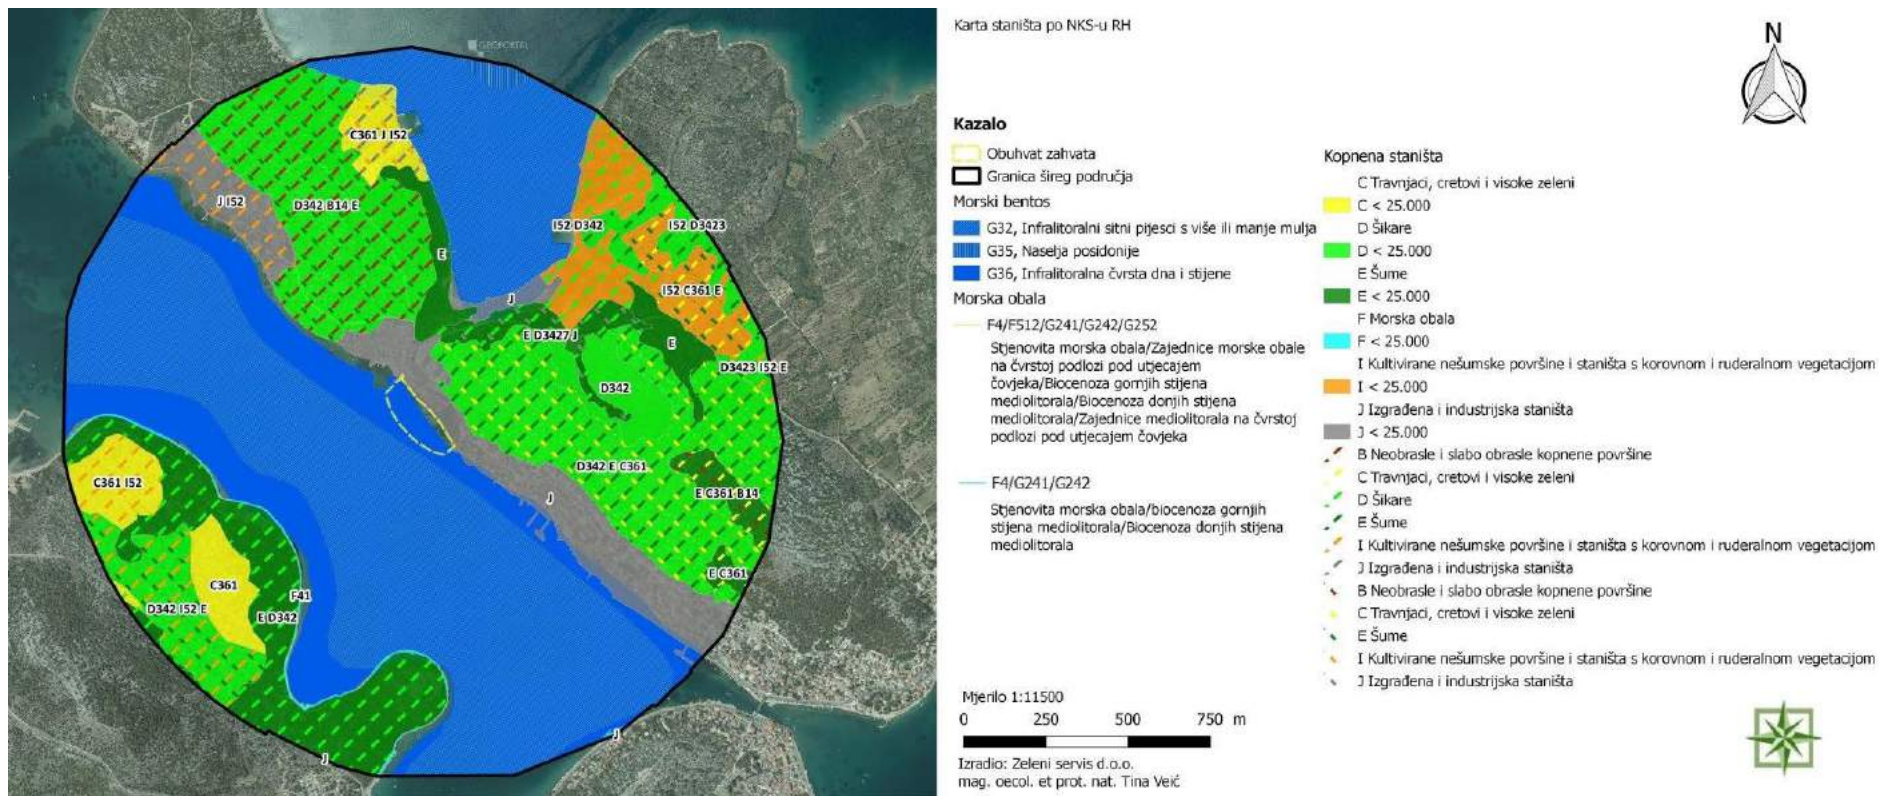 GEOPORTAL
C361 J I52
J I52
D342 B14 E
I52 D342
I52 D3423
E
I52 C361 E
J
E D3427 J
E
D3423 I52 E
D342
D342 E C361
C361 I52
E C361 B14
J
E C361
C361
F41
D342 I52 E
E D342
J
J
Karta staništa po NKS-u RH
N
Kazalo
Obuhvat zahvata
Granica šireg područja
Morski bentos
G32, Infralitoralni sitni pijesci s više ili manje mulja
G35, Naselja posidonije
G36, Infralitoralna čvrsta dna i stijene
Morska obala
F4/F512/G241/G242/G252
Stjenovita morska obala/Zajednice morske obale
na čvrstoj podlozi pod utjecajem
čovjeka/Biocenoza gornjih stijena
mediolitorala/Biocenoza donjih stijena
mediolitorala/Zajednice mediolitorala na čvrstoj
podlozi pod utjecajem čovjeka
F4/G241/G242
Stjenovita morska obala/biocenoza gornjih
stijena mediolitorala/Biocenoza donjih stijena
mediolitorala
Kopnena staništa
C Travnjaci, cretovi i visoke zeleni
C < 25.000
D Šikare
D < 25.000
E Šume
E < 25.000
F Morska obala
F < 25.000
I Kultivirane nešumske površine i staništa s korovnom i ruderalnom vegetacijom
I < 25.000
J Izgrađena i industrijska staništa
J < 25.000
B Neobrasle i slabo obrasle kopnene površine
C Travnjaci, cretovi i visoke zeleni
D Šikare
E Šume
I Kultivirane nešumske površine i staništa s korovnom i ruderalnom vegetacijom
J Izgrađena i industrijska staništa
B Neobrasle i slabo obrasle kopnene površine
C Travnjaci, cretovi i visoke zeleni
E Šume
I Kultivirane nešumske površine i staništa s korovnom i ruderalnom vegetacijom
J Izgrađena i industrijska staništa
Mjerilo 1:11500
0 250 500 750 m
Izradio: Zeleni servis d.o.o.
mag. oecol. et prot. nat. Tina Veić